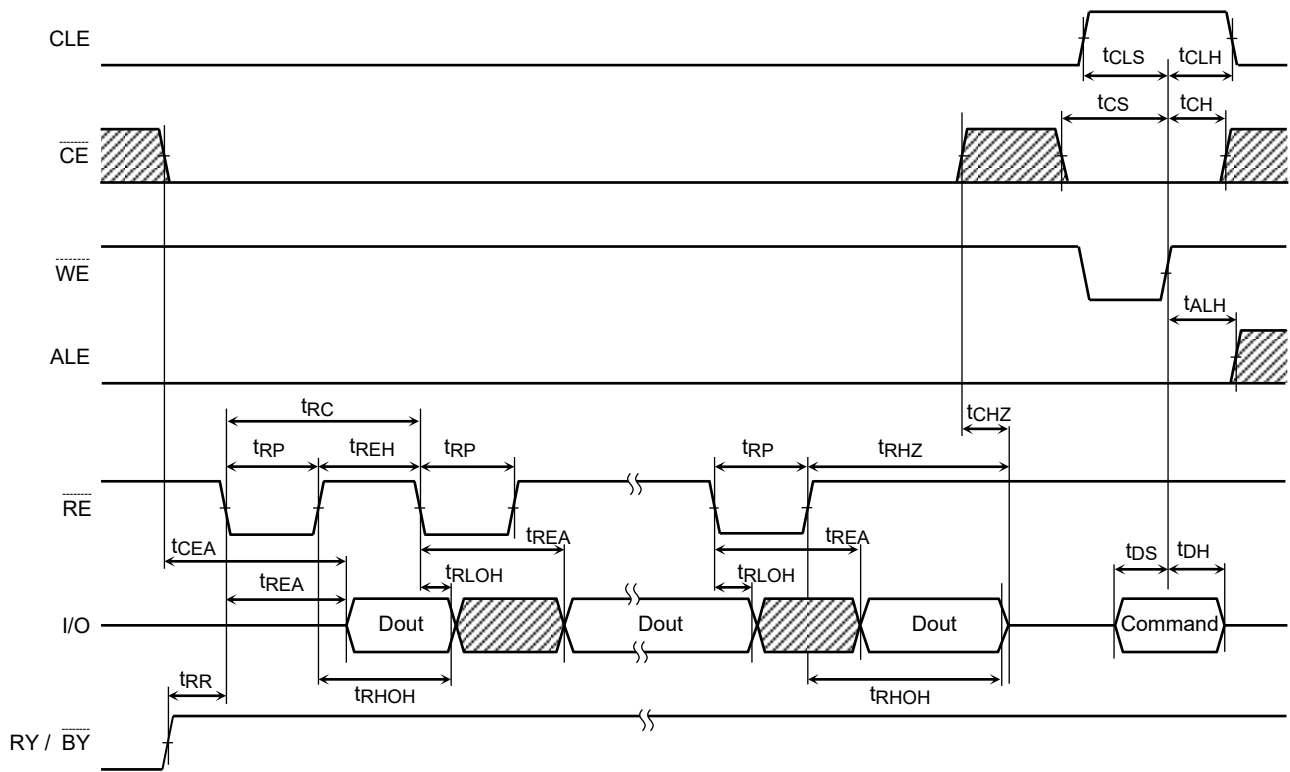 CLE
tCLS tCLH
tCS tCH
CE
WE
tALH
ALE
tRC tCHZ
tRP tREH tRP tRP tRHZ
RE
tCEA tREA tREA tDS tDH
tREA tRLOH tRLOH
I/O Dout Dout Dout Command
tRR tRHOH tRHOH
RY / BY